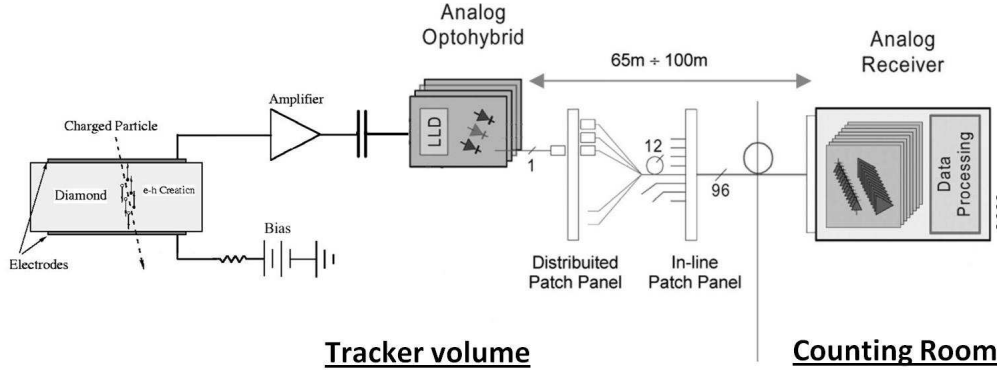 Analog
Optohybrid
65m ÷ 100m
Analog
Receiver
Amplifier
Charged Particle
LLD
1
12
96
Data
Processing
Diamond
e-h Creation
Bias
Electrodes
Distribuited
Patch Panel
In-line
Patch Panel
Tracker volume
Counting Room